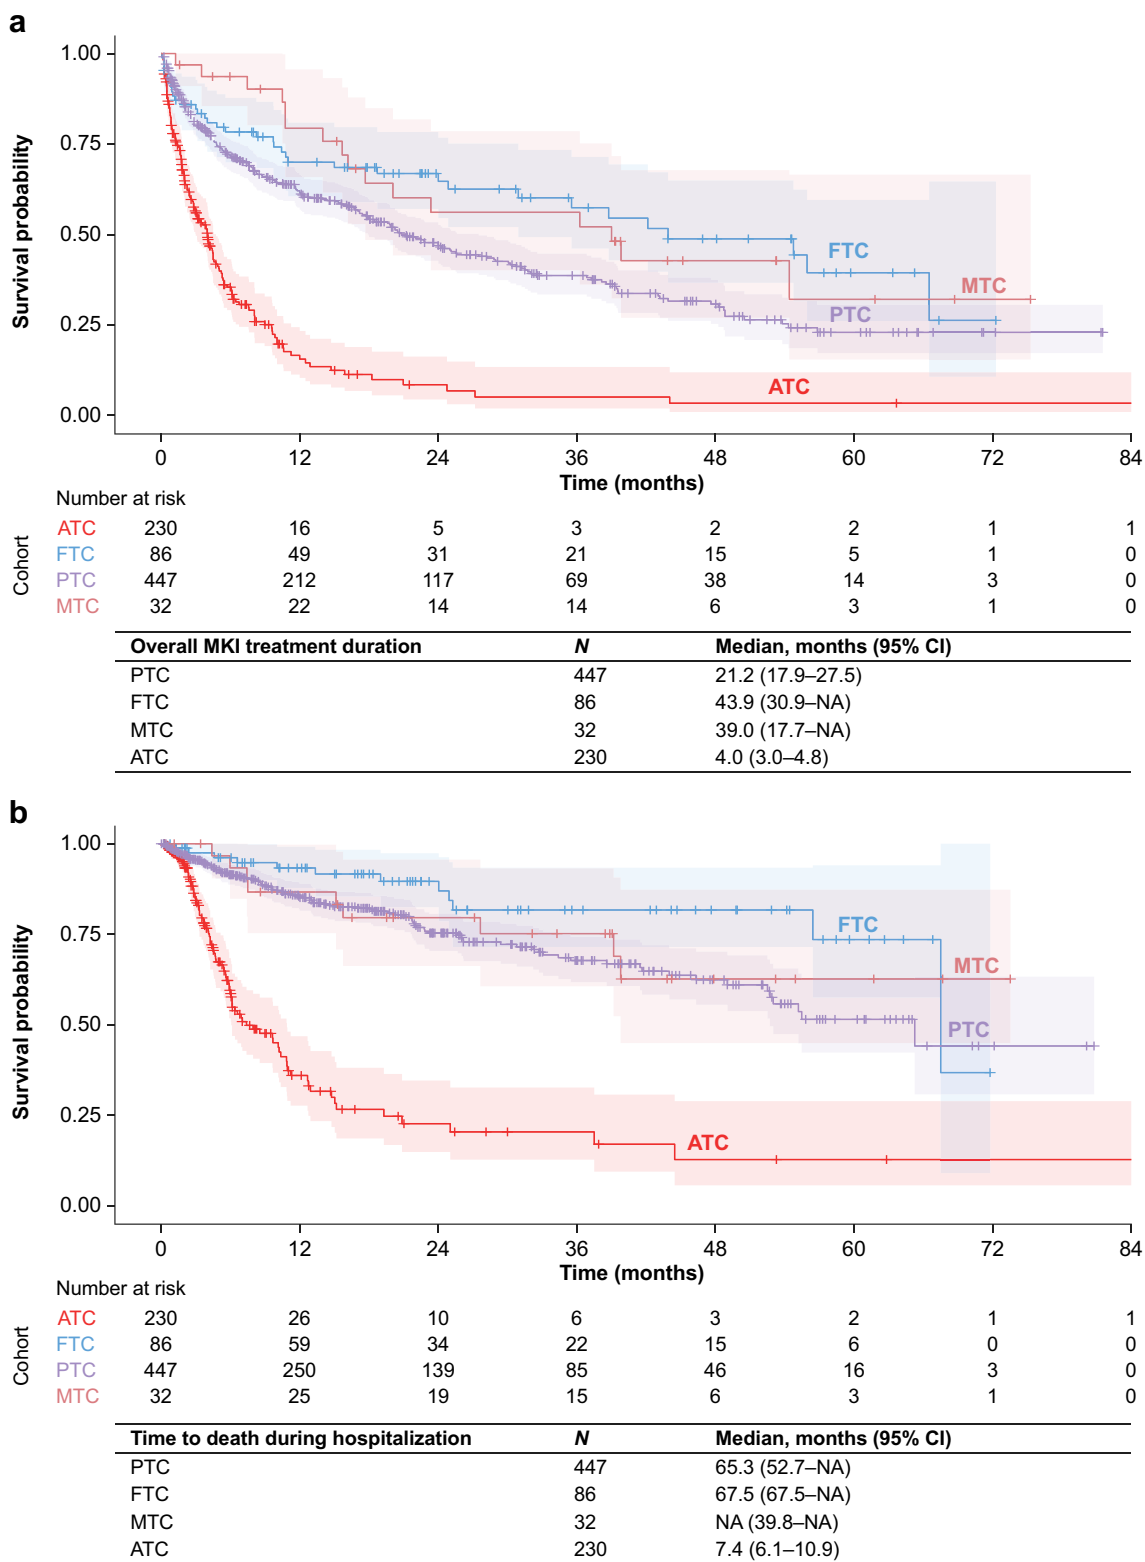 a
1.00
0.75
0.50
0.25
0.00
Survival probability
FTC
MTC
PTC
ATC
0 12 24 36 48 60 72 84
Time (months)
Number at risk
Cohort
ATC 230 16 5 3 2 2 1 1
FTC 86 49 31 21 15 5 1 0
PTC 447 212 117 69 38 14 3 0
MTC 32 22 14 14 6 3 1 0
Overall MKI treatment duration N Median, months (95% CI)
PTC 447 21.2 (17.9–27.5)
FTC 86 43.9 (30.9–NA)
MTC 32 39.0 (17.7–NA)
ATC 230 4.0 (3.0–4.8)
b
1.00
0.75
0.50
0.25
0.00
Survival probability
FTC
MTC
PTC
ATC
0 12 24 36 48 60 72 84
Time (months)
Number at risk
Cohort
ATC 230 26 10 6 3 2 1 1
FTC 86 59 34 22 15 6 0 0
PTC 447 250 139 85 46 16 3 0
MTC 32 25 19 15 6 3 1 0
Time to death during hospitalization N Median, months (95% CI)
PTC 447 65.3 (52.7–NA)
FTC 86 67.5 (67.5–NA)
MTC 32 NA (39.8–NA)
ATC 230 7.4 (6.1–10.9)